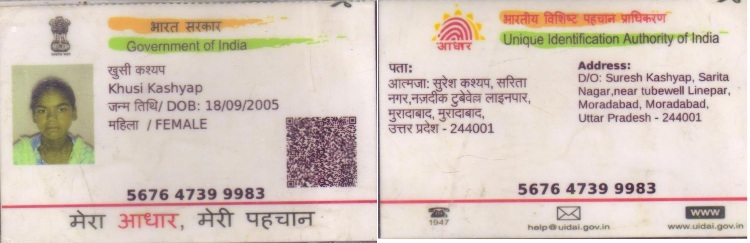 भारत सरकार
Government of India
खुसी कश्यप
Khusi Kashyap
जन्म तिथि/ DOB: 18/09/2005
महिला / FEMALE
5676 4739 9983
मेरा आधार, मेरी पहचान
भारतीय विशिष्ट पहचान प्राधिकरण
Unique Identification Authority of India
आधार
पता:
आत्मजा: सुरेश कश्यप, सरिता
नगर,नज़दीक टुबेवेल्ल लाइनपार,
मुरादाबाद, मुरादाबाद,
उत्तर प्रदेश - 244001
Address:
D/O: Suresh Kashyap, Sarita
Nagar,near tubewell Linepar,
Moradabad, Moradabad,
Uttar Pradesh - 244001
5676 4739 9983
1947
help@uidai.gov.in
www
www.uidai.gov.in